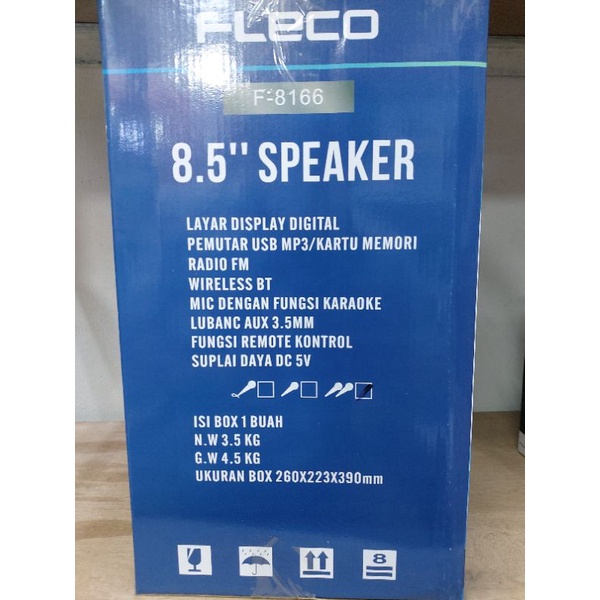 FLECO
F-8166
8.5'' SPEAKER
LAYAR DISPLAY DIGITAL
PEMUTAR USB MP3/KARTU MEMORI
RADIO FM
WIRELESS BT
MIC DENGAN FUNGSI KARAOKE
LUBANC AUX 3.5MM
FUNGSI REMOTE KONTROL
SUPLAI DAYA DC 5V
ISI BOX 1 BUAH
N.W 3.5 KG
G.W 4.5 KG
UKURAN BOX 260X223X390mm
8